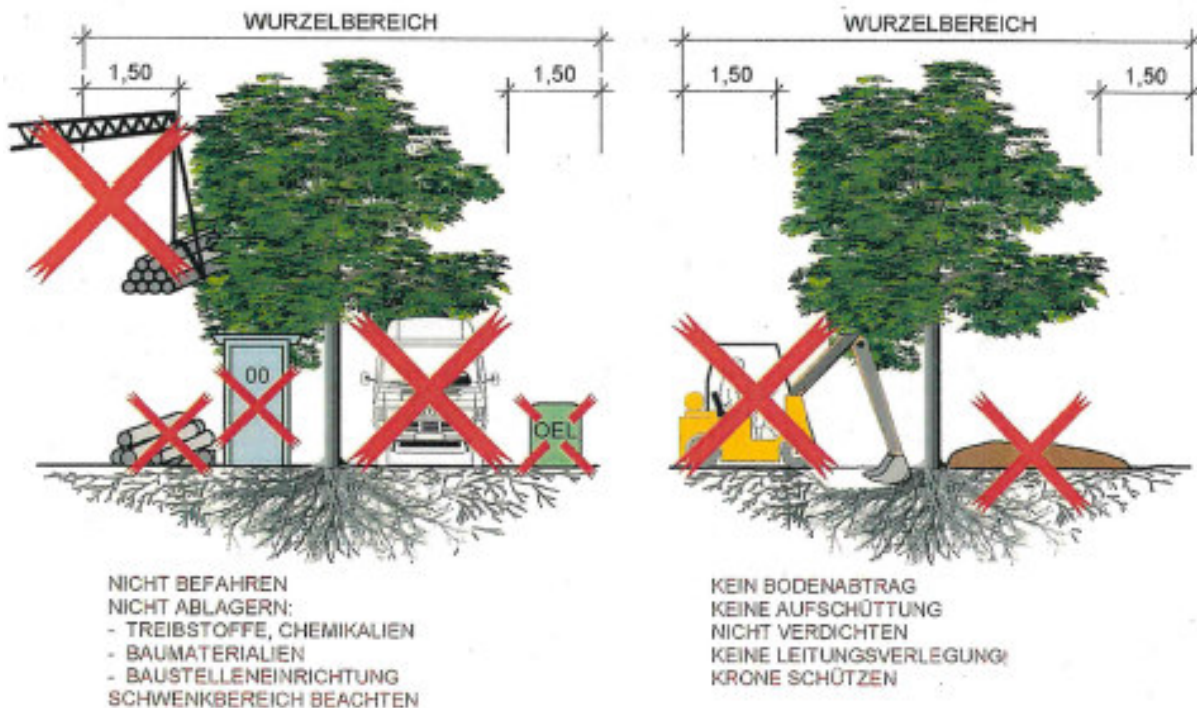 WURZELBEREICH
1,50
1,50
00
OEL
NICHT BEFAHREN
NICHT ABLAGERN:
- TREIBSTOFFE, CHEMIKALIEN
- BAUMATERIALIEN
- BAUSTELLENEINRICHTUNG
SCHWENKBEREICH BEACHTEN
WURZELBEREICH
1,50
1,50
KEIN BODENABTRAG
KEINE AUFSCHÜTTUNG
NICHT VERDICHTEN
KEINE LEITUNGSVERLEGUNG!
KRONE SCHÜTZEN